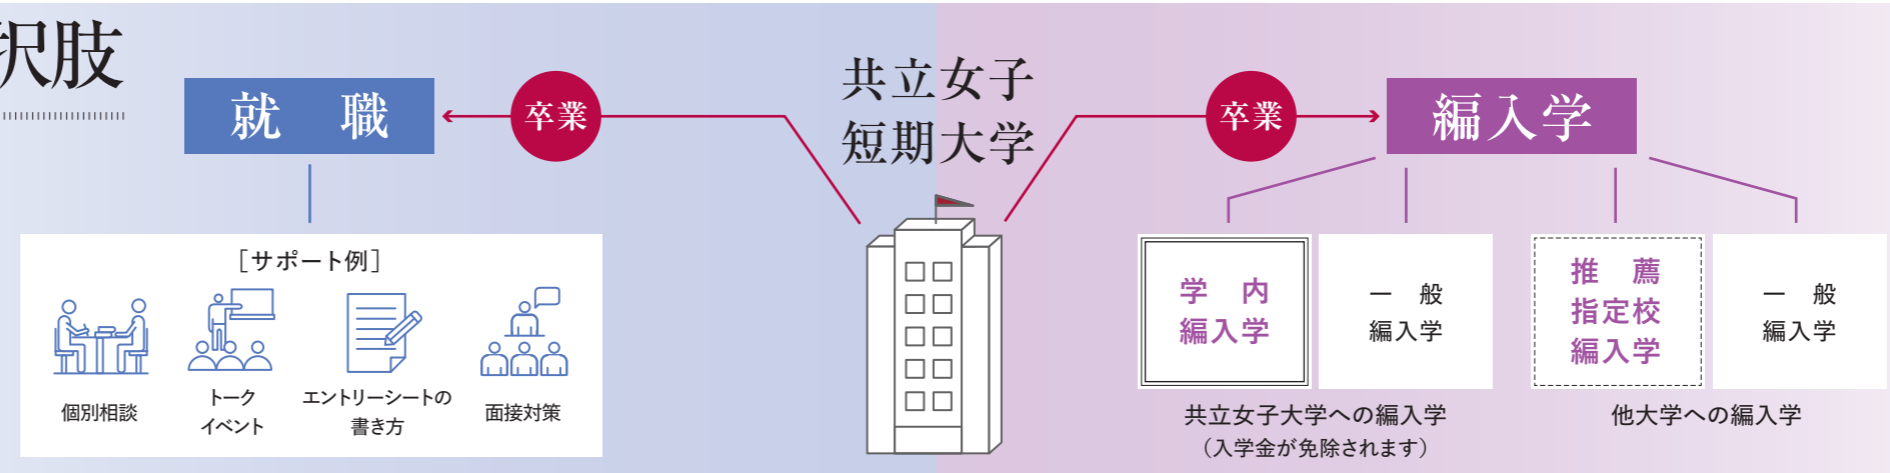 択肢
共立女子
短期大学
就　職
卒業
卒業
編入学
［サポート例］
個別相談
トーク
イベント
エントリーシートの
書き方
面接対策
学　内
編入学
一　般
編入学
推　薦
指定校
編入学
一　般
編入学
共立女子大学への編入学
（入学金が免除されます）
他大学への編入学